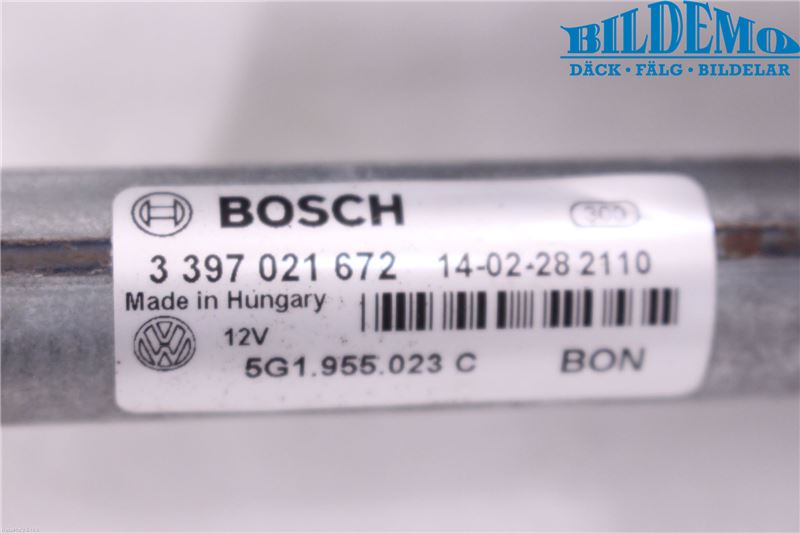 BILDEMO
DÄCK • FÄLG • BILDELAR
BOSCH 300
3 397 021 672 14-02-28 2110
Made in Hungary
12V
5G1.955.023 C BON